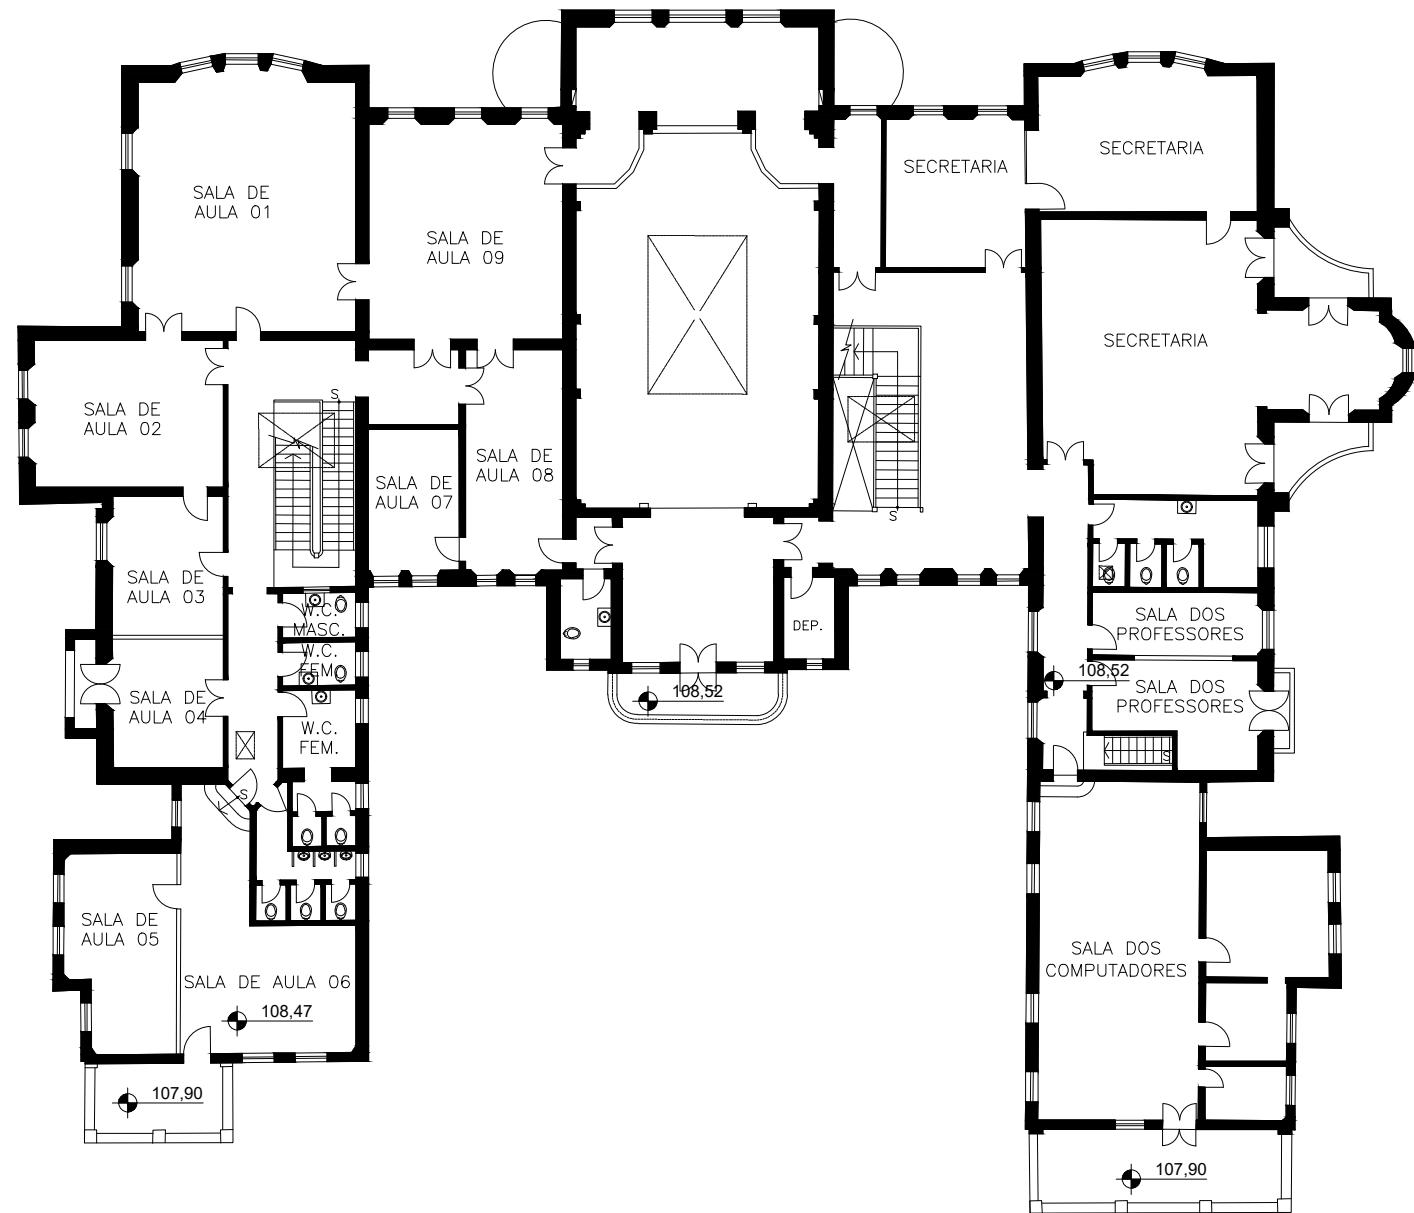 SECRETARIA
SECRETARIA
SALA DE
AULA 01
SALA DE
AULA 09
SECRETARIA
S
SALA DE
AULA 02
SALA DE
AULA 08
SALA DE
AULA 07
S
SALA DE
AULA 03
W.C.
MASC.
DEP.
SALA DOS
PROFESSORES
W.C.
FEM.
108,52
SALA DE
AULA 04
108,52
SALA DOS
PROFESSORES
W.C.
FEM.
S
S
SALA DE
AULA 05
SALA DOS
COMPUTADORES
SALA DE AULA 06
108,47
107,90
107,90